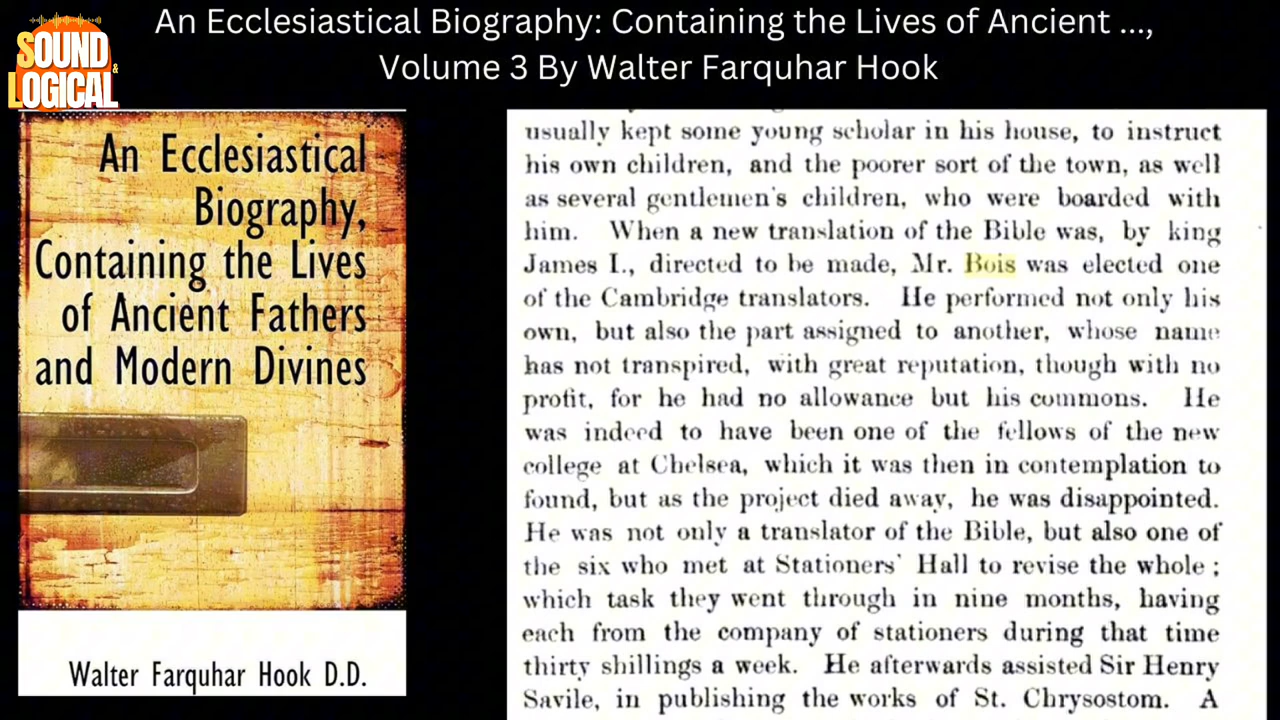 An Ecclesiastical Biography: Containing the Lives of Ancient ...,
Volume 3 By Walter Farquhar Hook
SOUND
&
LOGICAL
An Ecclesiastical
Biography,
Containing the Lives
of Ancient Fathers
and Modern Divines
Walter Farquhar Hook D.D.
usually kept some young scholar in his house, to instruct
his own children, and the poorer sort of the town, as well
as several gentlemen's children, who were boarded with
him. When a new translation of the Bible was, by king
James I., directed to be made, Mr. Bois was elected one
of the Cambridge translators. He performed not only his
own, but also the part assigned to another, whose name
has not transpired, with great reputation, though with no
profit, for he had no allowance but his commons. He
was indeed to have been one of the fellows of the new
college at Chelsea, which it was then in contemplation to
found, but as the project died away, he was disappointed.
He was not only a translator of the Bible, but also one of
the six who met at Stationers' Hall to revise the whole ;
which task they went through in nine months, having
each from the company of stationers during that time
thirty shillings a week. He afterwards assisted Sir Henry
Savile, in publishing the works of St. Chrysostom. A